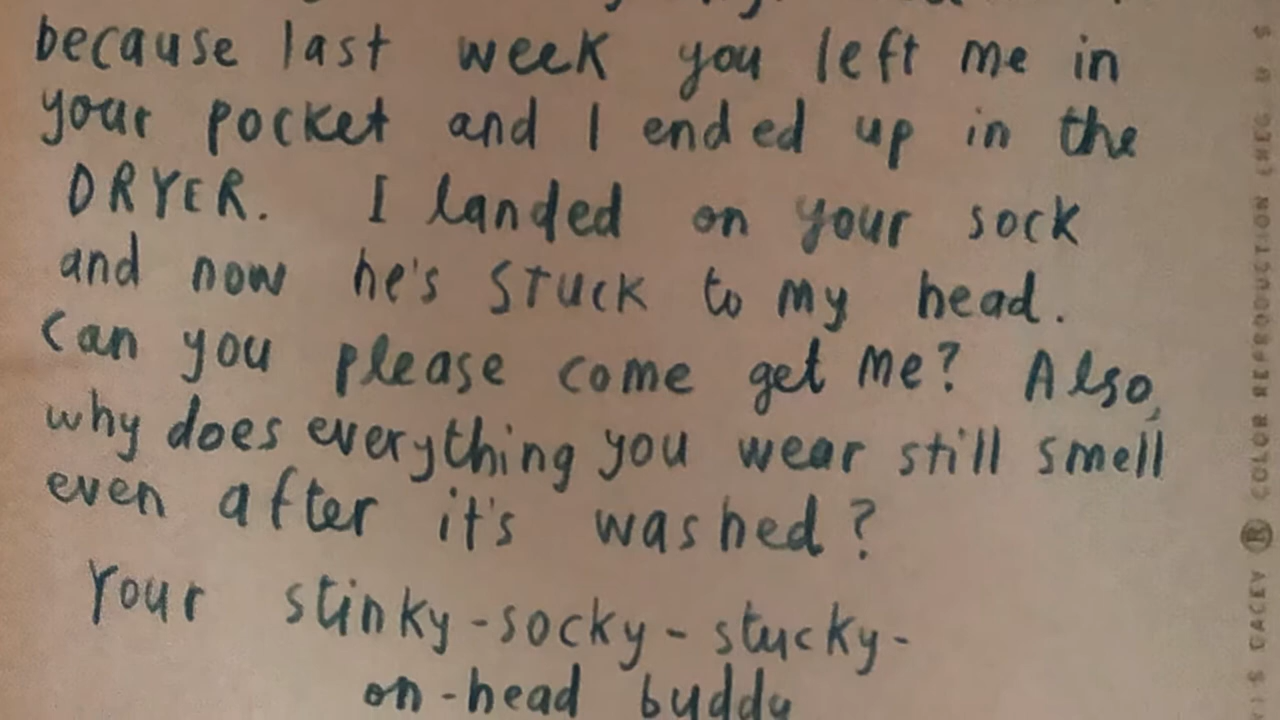 because last week you left me in
your pocket and I ended up in the
DRYER. I landed on your sock
and now he's STUCK to my head.
Can you please come get me? Also,
why does everything you wear still smell
even after it's washed?
Your stinky-socky-stucky-
on-head buddy
COLOR REPRODUCTION